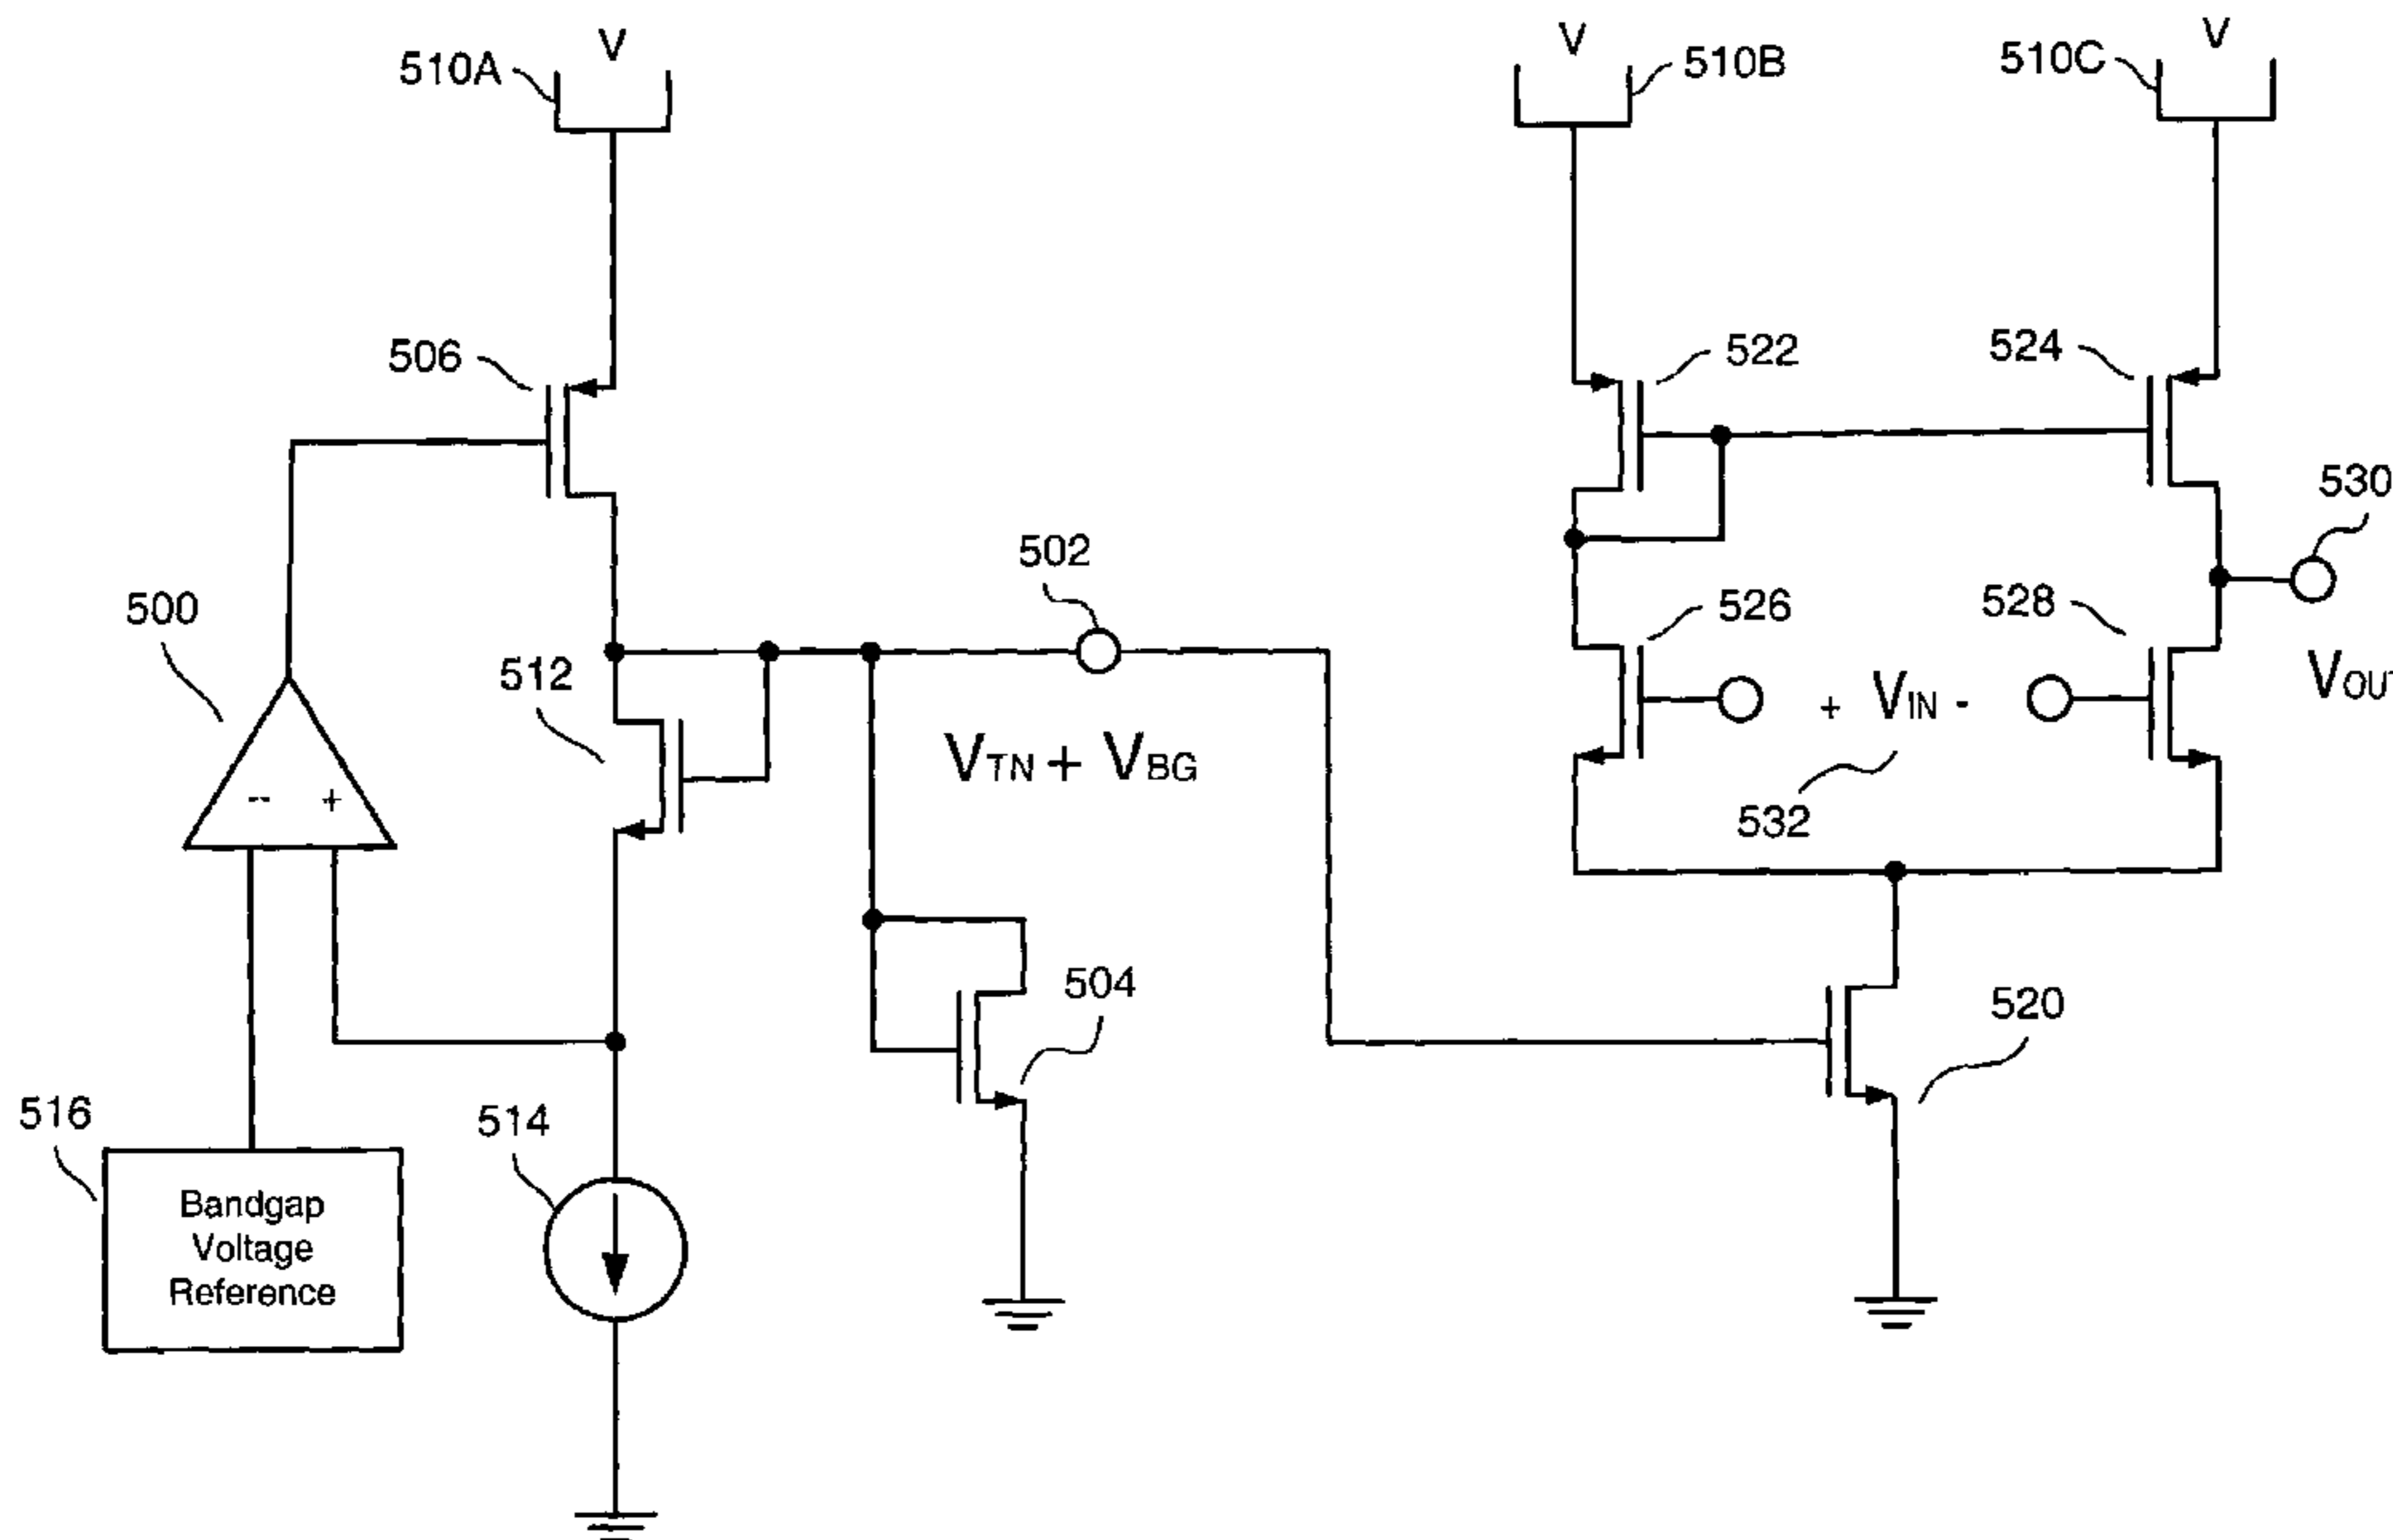 V
510A
V
510B
V
510C
506
522
524
530
500
502
526
528
512
VTN + VBG
+ VIN -
VOUT
532
-- +
504
520
516
514
Bandgap
Voltage
Reference